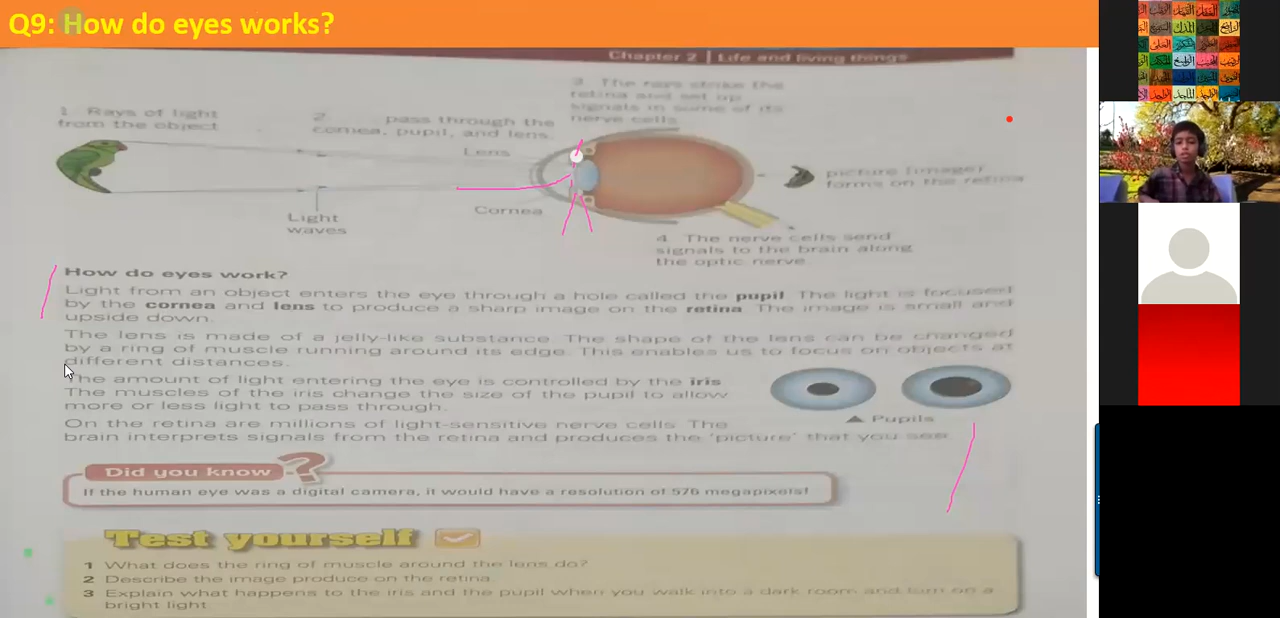 Q9: How do eyes works?
Chapter 2 | Life and living things
1 Rays of light
from the object
2 pass through the
cornea, pupil, and lens.
3 The rays strike the
retina and set up
signals in some of its
nerve cells
Lens
Cornea
Light
waves
picture (image)
forms on the retina
4 The nerve cells send
signals to the brain along
the optic nerve
How do eyes work?
Light from an object enters the eye through a hole called the pupil The light is focused
by the cornea and lens to produce a sharp image on the retina The image is small and
upside down.
The lens is made of a jelly-like substance The shape of the lens can be changed
by a ring of muscle running around its edge. This enables us to focus on objects at
different distances.
The amount of light entering the eye is controlled by the iris
The muscles of the iris change the size of the pupil to allow
more or less light to pass through.
▲ Pupils
On the retina are millions of light-sensitive nerve cells The
brain interprets signals from the retina and produces the 'picture' that you see
Did you know ?
If the human eye was a digital camera, it would have a resolution of 576 megapixels!
Test yourself
1 What does the ring of muscle around the lens do?
2 Describe the image produce on the retina.
3 Explain what happens to the iris and the pupil when you walk into a dark room and turn on a
bright light